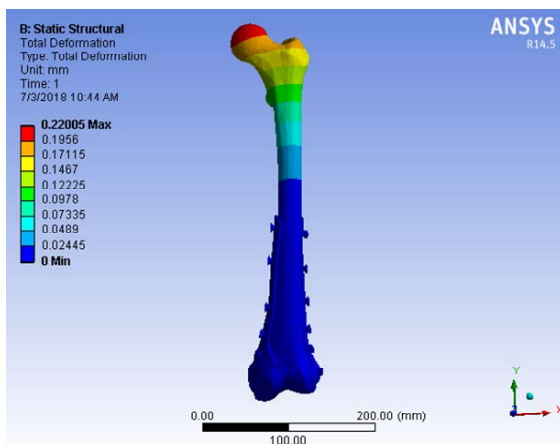 B: Static Structural
Total Deformation
Type: Total Deformation
Unit: mm
Time: 1
7/3/2018 10:44 AM
ANSYS
R14.5
0.22005 Max
0.1956
0.17115
0.1467
0.12225
0.0978
0.07335
0.0489
0.02445
0 Min
Y
X
0.00 200.00 (mm)
100.00